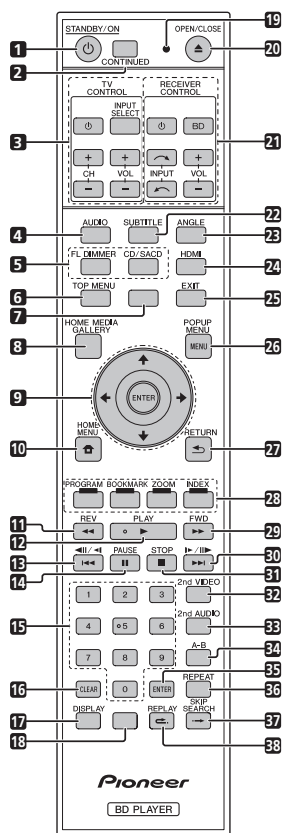 19
STANDBY/ON
OPEN/CLOSE
1
20
2
CONTINUED
TV CONTROL
RECEIVER CONTROL
INPUT SELECT
BD
3
21
+
+
+
CH
VOL
INPUT
VOL
−
−
−
22
AUDIO
SUBTITLE
ANGLE
4
23
FL DIMMER
CD/SACD
HDMI
5
24
TOP MENU
EXIT
6
25
7
HOME MEDIA GALLERY
POPUP MENU
MENU
8
26
9
ENTER
HOME MENU
RETURN
10
27
PROGRAM
BOOKMARK
ZOOM
INDEX
28
REV
PLAY
FWD
11
29
12
PAUSE
STOP
13
30
14
31
2nd VIDEO
1
2
3
32
2nd AUDIO
15
4
5
6
33
A-B
7
8
9
34
35
REPEAT
CLEAR
0
ENTER
16
36
DISPLAY
REPLAY
SKIP SEARCH
17
37
18
38
Pioneer
BD PLAYER